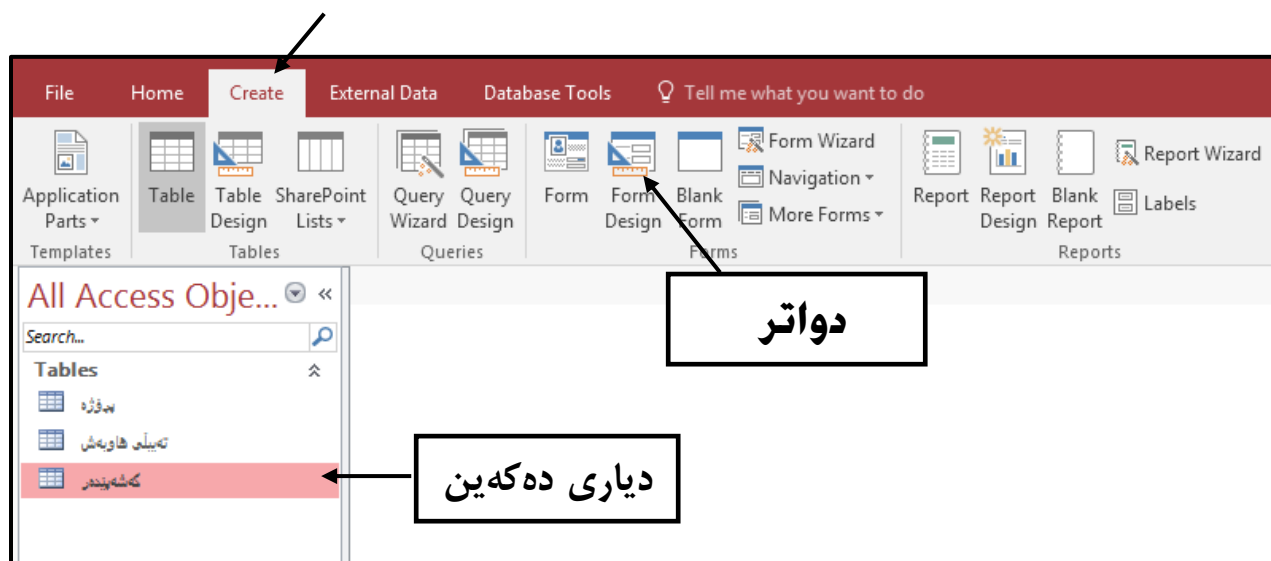 File Home Create External Data Database Tools Tell me what you want to do
Application Parts
Table
Table Design
SharePoint Lists
Query Wizard
Query Design
Form
Form Design
Blank Form
Form Wizard
Navigation
More Forms
Report
Report Design
Blank Report
Report Wizard
Labels
Templates Tables Queries Forms Reports
All Access Obje...
Search...
Tables
پرۆژە
تەیبڵی هاوبەش
گەشەپێدەر
دواتر
دیاری دەکەین